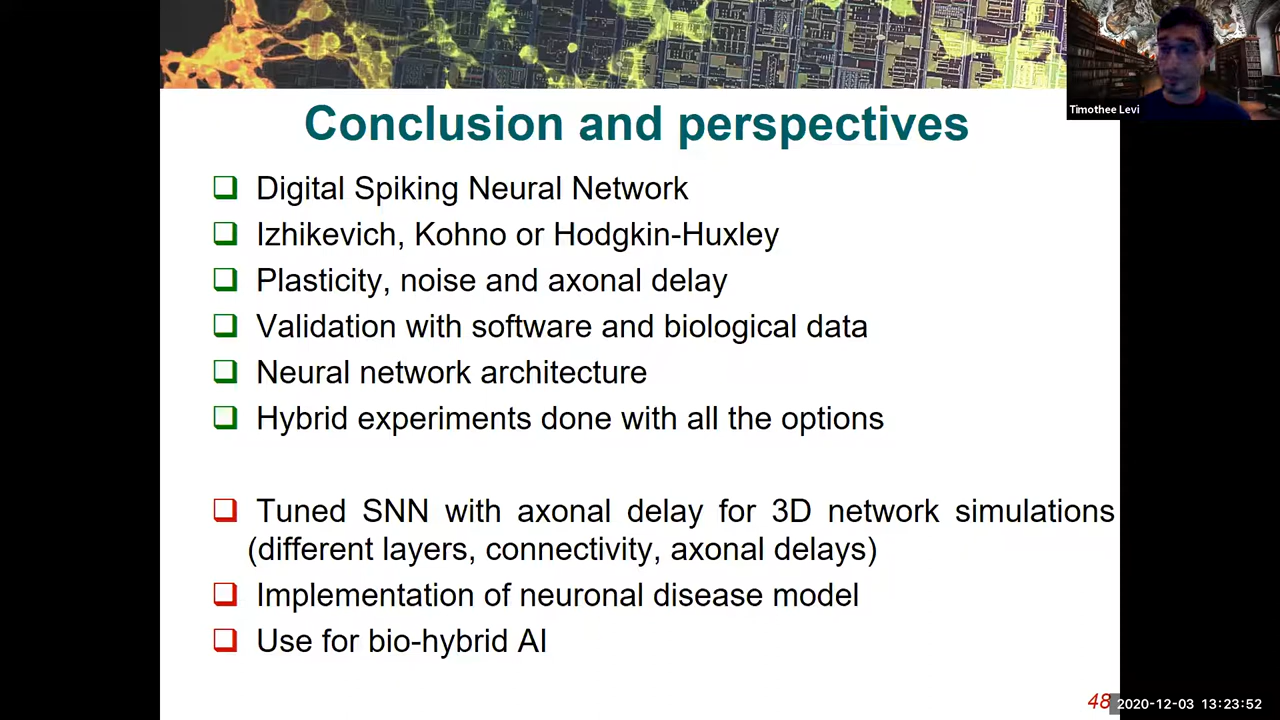 Timothee Levi
Conclusion and perspectives
Digital Spiking Neural Network
Izhikevich, Kohno or Hodgkin-Huxley
Plasticity, noise and axonal delay
Validation with software and biological data
Neural network architecture
Hybrid experiments done with all the options
Tuned SNN with axonal delay for 3D network simulations
(different layers, connectivity, axonal delays)
Implementation of neuronal disease model
Use for bio-hybrid AI
48
2020-12-03 13:23:52